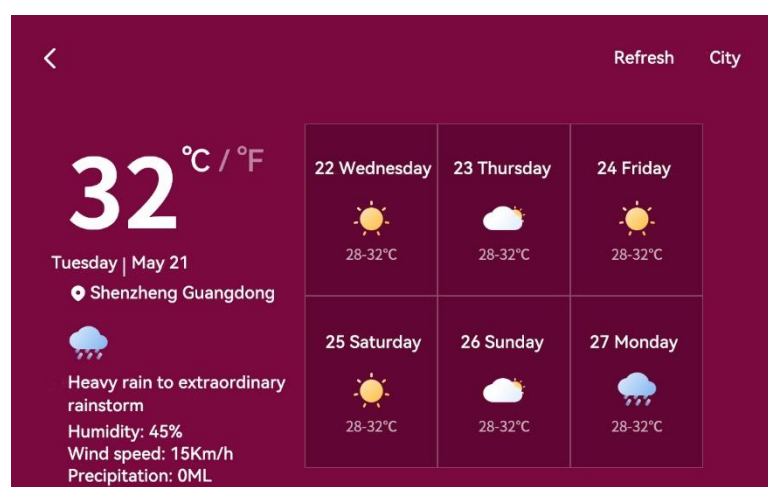 Refresh City
32 °C / °F
Tuesday | May 21
Shenzheng Guangdong
Heavy rain to extraordinary
rainstorm
Humidity: 45%
Wind speed: 15Km/h
Precipitation: 0ML
22 Wednesday
28-32°C
23 Thursday
28-32°C
24 Friday
28-32°C
25 Saturday
28-32°C
26 Sunday
28-32°C
27 Monday
28-32°C